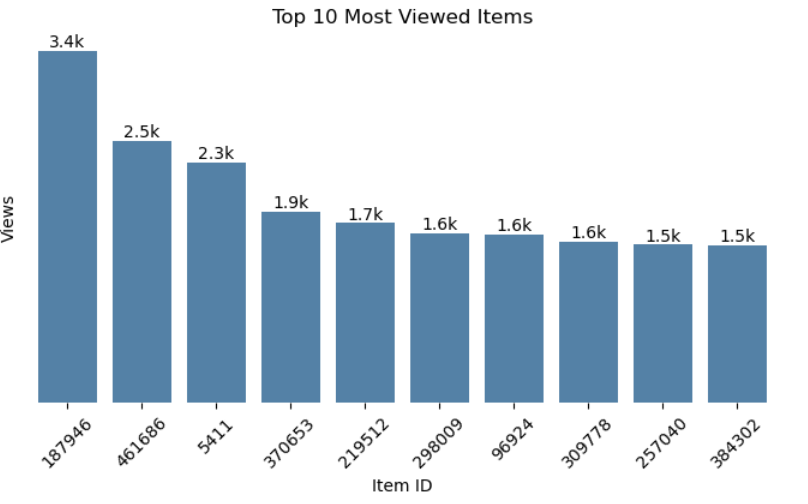 Top 10 Most Viewed Items
3.4k
2.5k
2.3k
1.9k
1.7k
1.6k
1.6k
1.6k
1.5k
1.5k
Views
187946
461686
5411
370653
219512
298009
96924
309778
257040
384302
Item ID